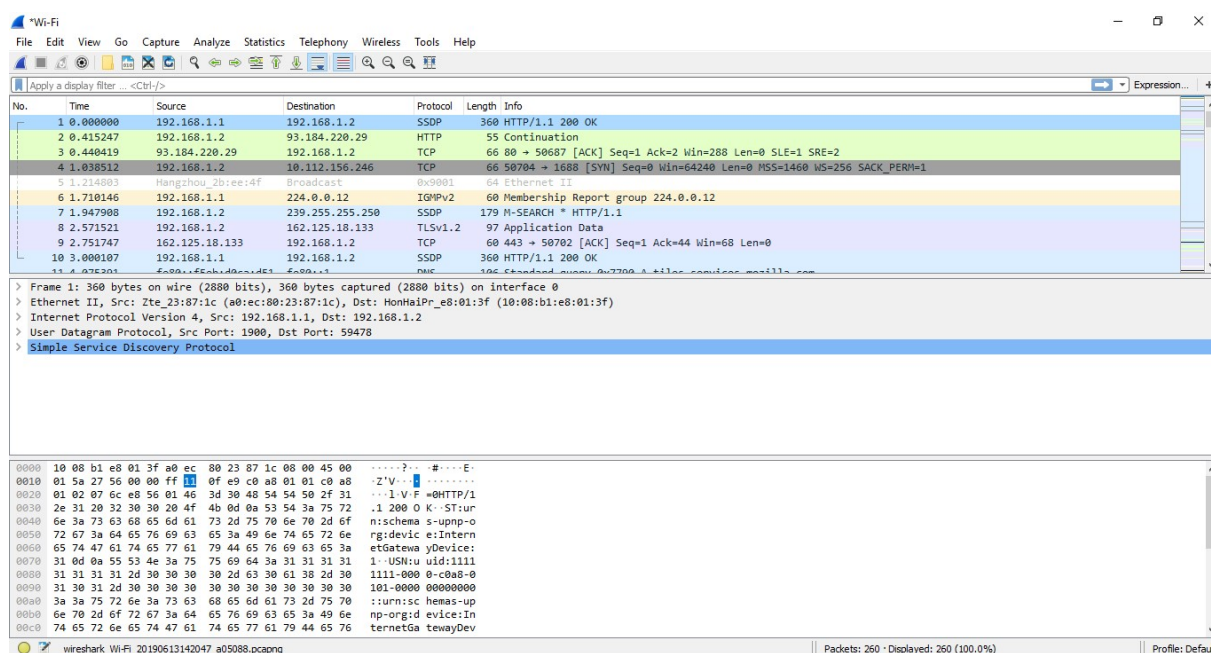 *Wi-Fi
File Edit View Go Capture Analyze Statistics Telephony Wireless Tools Help
Apply a display filter ... <Ctrl-/> Expression... +
No. Time Source Destination Protocol Length Info
1 0.000000 192.168.1.1 192.168.1.2 SSDP 360 HTTP/1.1 200 OK
2 0.415247 192.168.1.2 93.184.220.29 HTTP 55 Continuation
3 0.440419 93.184.220.29 192.168.1.2 TCP 66 80 → 50687 [ACK] Seq=1 Ack=2 Win=288 Len=0 SLE=1 SRE=2
4 1.038512 192.168.1.2 10.112.156.246 TCP 66 50704 → 1688 [SYN] Seq=0 Win=64240 Len=0 MSS=1460 WS=256 SACK_PERM=1
5 1.214803 Hangzhou_2b:ee:4f Broadcast 0x9001 64 Ethernet II
6 1.710146 192.168.1.1 224.0.0.12 IGMPv2 60 Membership Report group 224.0.0.12
7 1.947908 192.168.1.2 239.255.255.250 SSDP 179 M-SEARCH * HTTP/1.1
8 2.571521 192.168.1.2 162.125.18.133 TLSv1.2 97 Application Data
9 2.751747 162.125.18.133 192.168.1.2 TCP 60 443 → 50702 [ACK] Seq=1 Ack=44 Win=68 Len=0
10 3.000107 192.168.1.1 192.168.1.2 SSDP 360 HTTP/1.1 200 OK
11 4.075391 fe80::1 DNS 106 Standard query 0x7790 A tiles.services.mozilla.com
> Frame 1: 360 bytes on wire (2880 bits), 360 bytes captured (2880 bits) on interface 0
> Ethernet II, Src: Zte_23:87:1c (a0:ec:80:23:87:1c), Dst: HonHaiPr_e8:01:3f (10:08:b1:e8:01:3f)
> Internet Protocol Version 4, Src: 192.168.1.1, Dst: 192.168.1.2
> User Datagram Protocol, Src Port: 1900, Dst Port: 59478
> Simple Service Discovery Protocol
0000 10 08 b1 e8 01 3f a0 ec 80 23 87 1c 08 00 45 00 ·····?·· ·#····E·
0010 01 5a 27 56 00 00 ff 11 0f e9 c0 a8 01 01 c0 a8 ·Z'V···· ········
0020 01 02 07 6c e8 56 01 46 3d 30 48 54 54 50 2f 31 ···l·V·F =0HTTP/1
0030 2e 31 20 32 30 30 20 4f 4b 0d 0a 53 54 3a 75 72 .1 200 O K··ST:ur
0040 6e 3a 73 63 68 65 6d 61 73 2d 75 70 6e 70 2d 6f n:schema s-upnp-o
0050 72 67 3a 64 65 76 69 63 65 3a 49 6e 74 65 72 6e rg:devic e:Intern
0060 65 74 47 61 74 65 77 61 79 44 65 76 69 63 65 3a etGatewa yDevice:
0070 31 0d 0a 55 53 4e 3a 75 75 69 64 3a 31 31 31 31 1··USN:u uid:1111
0080 31 31 31 31 2d 30 30 30 30 2d 63 30 61 38 2d 30 1111-000 0-c0a8-0
0090 31 30 31 2d 30 30 30 30 30 30 30 30 30 30 30 30 101-0000 00000000
00a0 3a 3a 75 72 6e 3a 73 63 68 65 6d 61 73 2d 75 70 ::urn:sc hemas-up
00b0 6e 70 2d 6f 72 67 3a 64 65 76 69 63 65 3a 49 6e np-org:d evice:In
00c0 74 65 72 6e 65 74 47 61 74 65 77 61 79 44 65 76 ternetGa tewayDev
wireshark_Wi-Fi_20190613142047_a05088.pcapng Packets: 260 · Displayed: 260 (100.0%) Profile: Defau